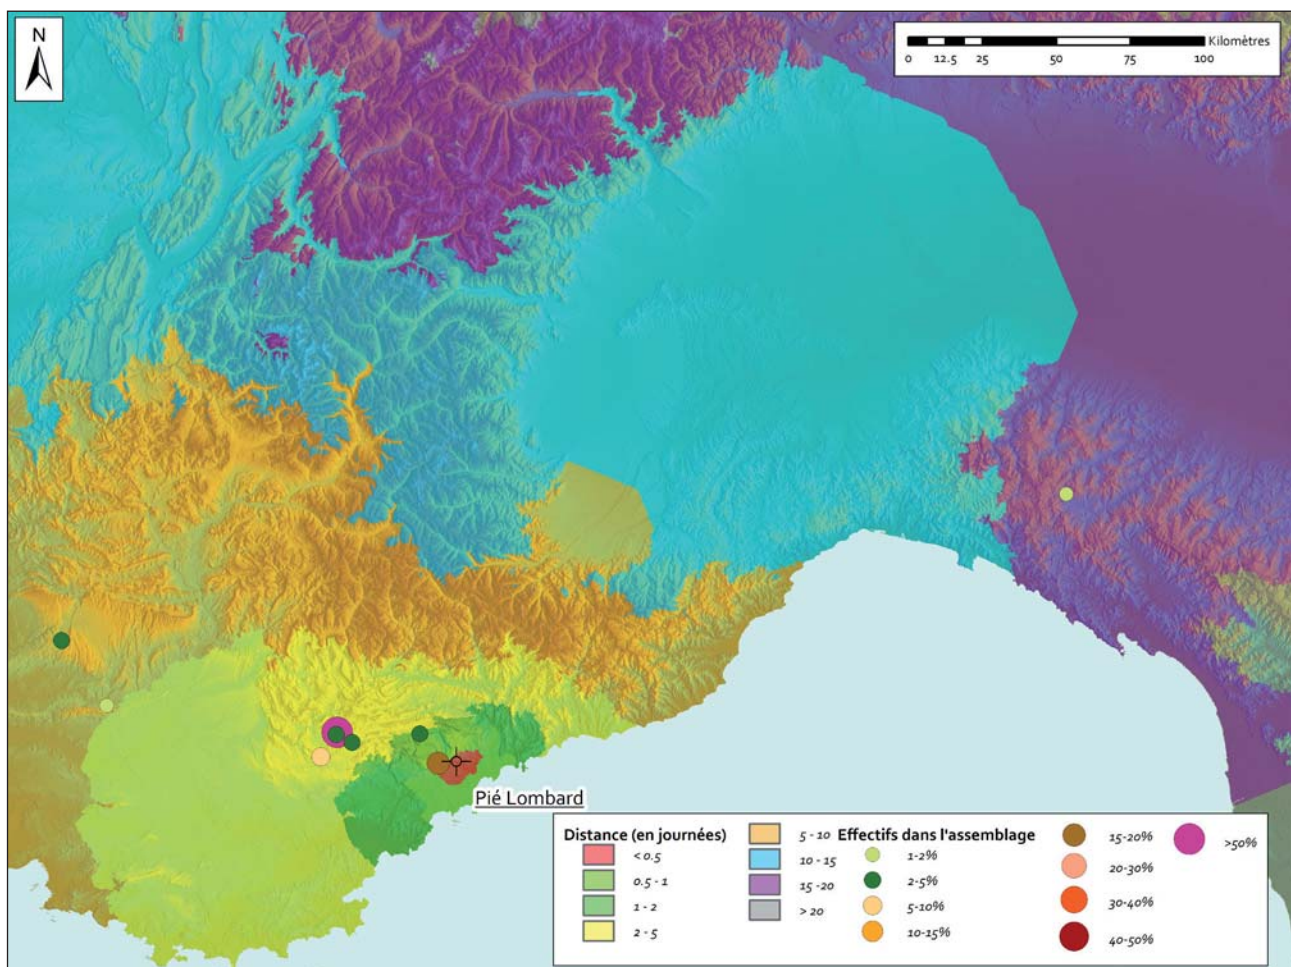 N
Kilomètres
0 12.5 25 50 75 100
Pié Lombard
Distance (en journées)
< 0.5
0.5 - 1
1 - 2
2 - 5
5 - 10
10 - 15
15 -20
> 20
Effectifs dans l'assemblage
1-2%
2-5%
5-10%
10-15%
15-20%
20-30%
30-40%
40-50%
>50%